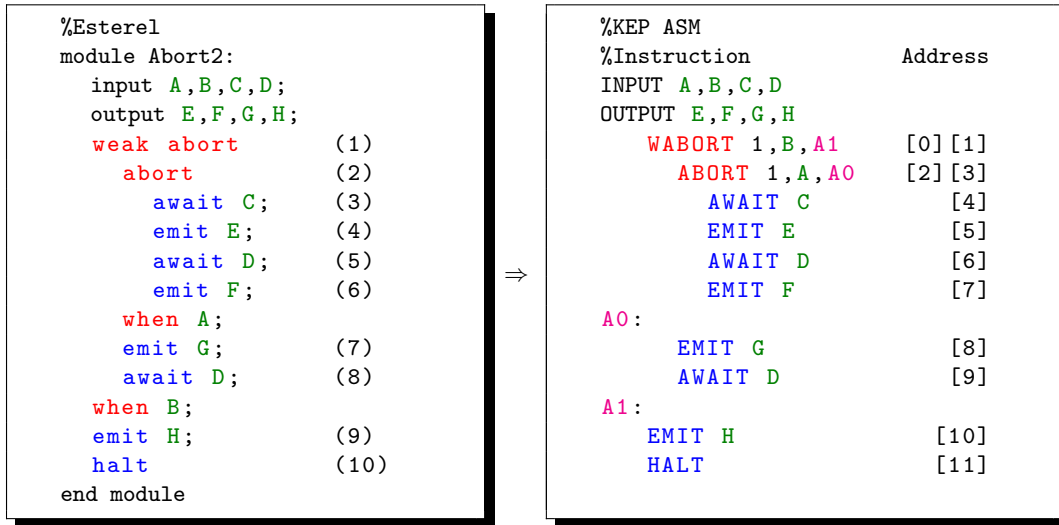 %Esterel
module Abort2:
input A,B,C,D;
output E,F,G,H;
weak abort (1)
abort (2)
await C; (3)
emit E; (4)
await D; (5)
emit F; (6)
when A;
emit G; (7)
await D; (8)
when B;
emit H; (9)
halt (10)
end module
⇒
%KEP ASM
%Instruction Address
INPUT A,B,C,D
OUTPUT E,F,G,H
WABORT 1,B,A1 [0][1]
ABORT 1,A,A0 [2][3]
AWAIT C [4]
EMIT E [5]
AWAIT D [6]
EMIT F [7]
A0:
EMIT G [8]
AWAIT D [9]
A1:
EMIT H [10]
HALT [11]